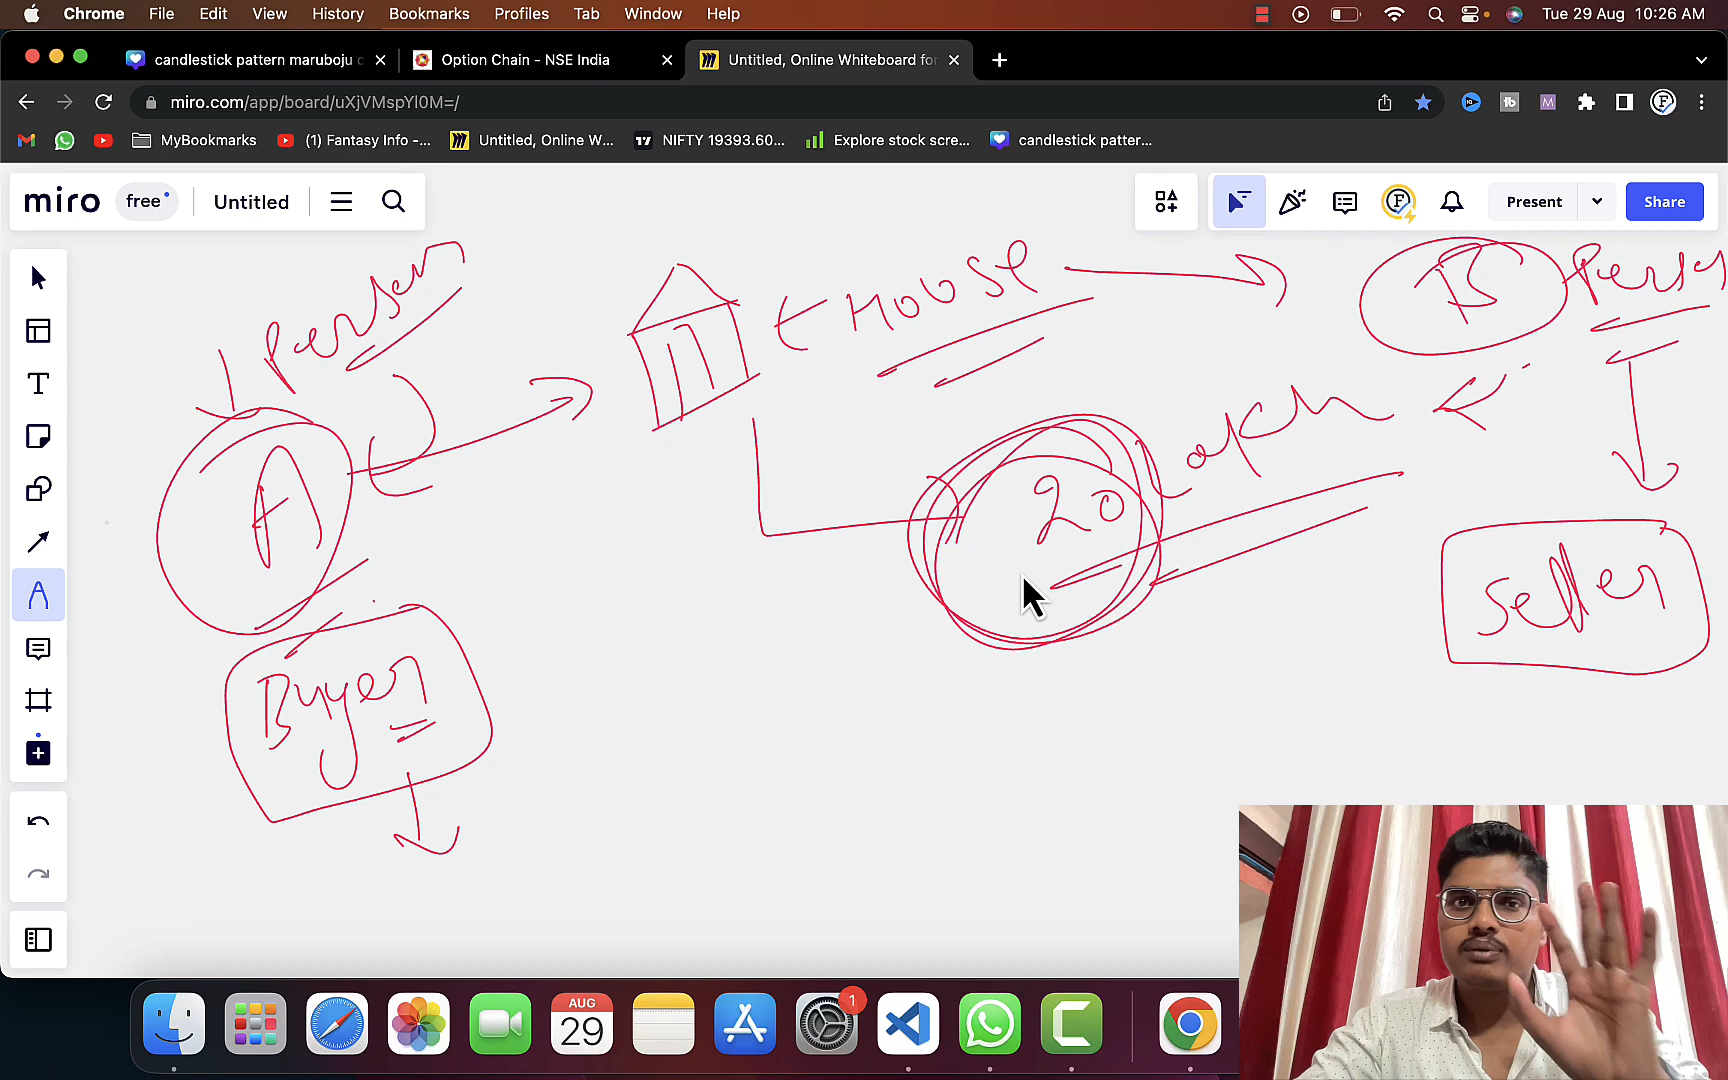 Chrome File Edit View History Bookmarks Profiles Tab Window Help Tue 29 Aug 10:26 AM
candlestick pattern maruboju c Option Chain - NSE India Untitled, Online Whiteboard for
miro.com/app/board/uXjVMspYI0M=/
MyBookmarks (1) Fantasy Info -... Untitled, Online W... NIFTY 19393.60... Explore stock scre... candlestick patter...
miro free Untitled Present Share
Person
House
B Person
A
20 Lakh
Seller
Buyer
AUG
29
1